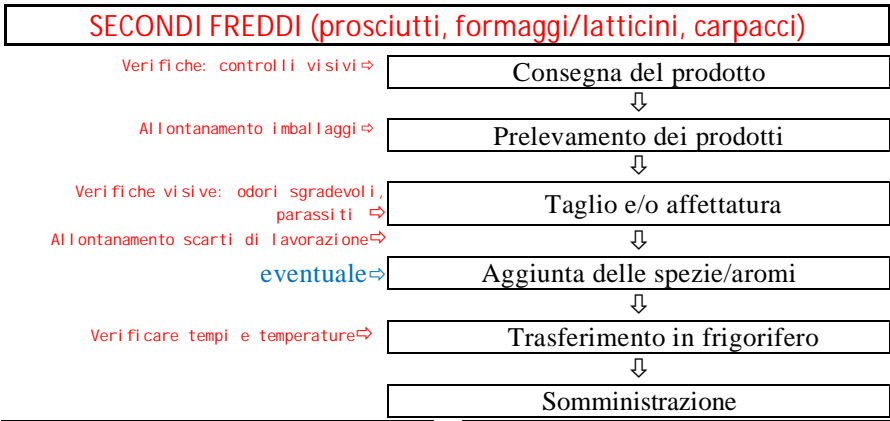 SECONDI FREDDI (prosciutti, formaggi/latticini, carpacci)
Verifiche: controlli visivi⇨
Consegna del prodotto
⇩
Allontanamento imballaggi⇨
Prelevamento dei prodotti
⇩
Verifiche visive: odori sgradevoli,
parassiti ⇨
Taglio e/o affettatura
Allontanamento scarti di lavorazione⇨
⇩
eventuale⇨
Aggiunta delle spezie/aromi
⇩
Verificare tempi e temperature⇨
Trasferimento in frigorifero
⇩
Somministrazione